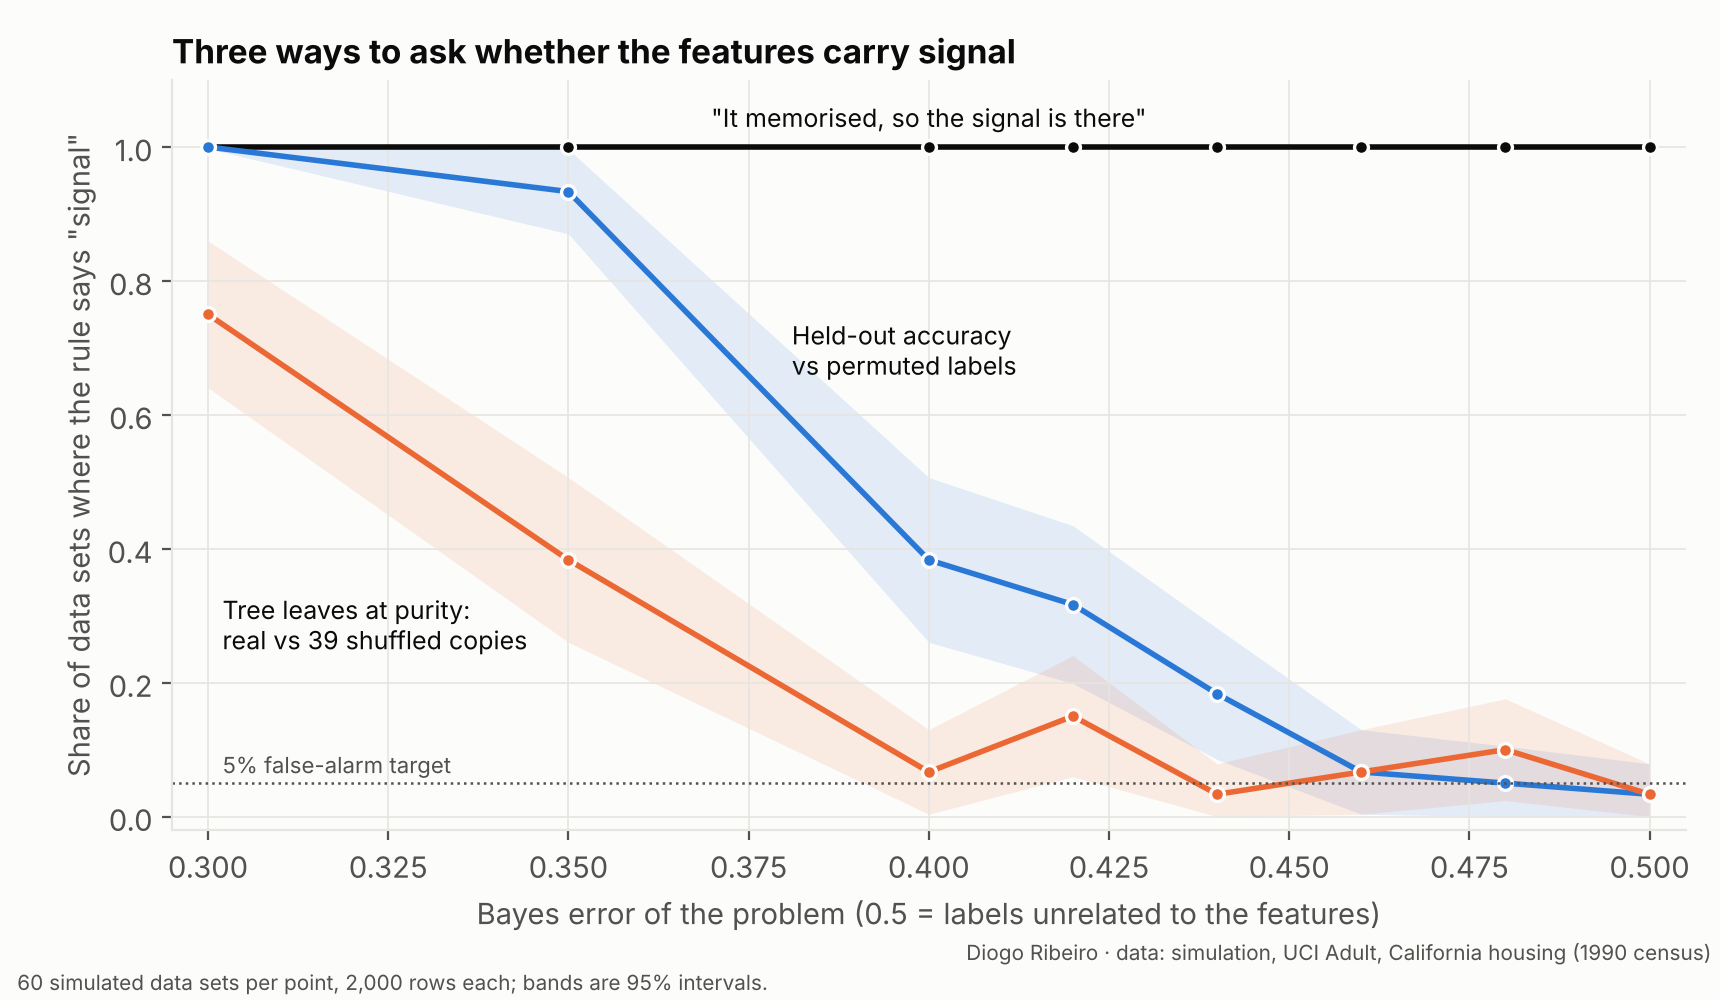 Three ways to ask whether the features carry signal
"It memorised, so the signal is there"
Held-out accuracy
vs permuted labels
Tree leaves at purity:
real vs 39 shuffled copies
5% false-alarm target
Share of data sets where the rule says "signal"
1.0
0.8
0.6
0.4
0.2
0.0
0.300
0.325
0.350
0.375
0.400
0.425
0.450
0.475
0.500
Bayes error of the problem (0.5 = labels unrelated to the features)
Diogo Ribeiro · data: simulation, UCI Adult, California housing (1990 census)
60 simulated data sets per point, 2,000 rows each; bands are 95% intervals.